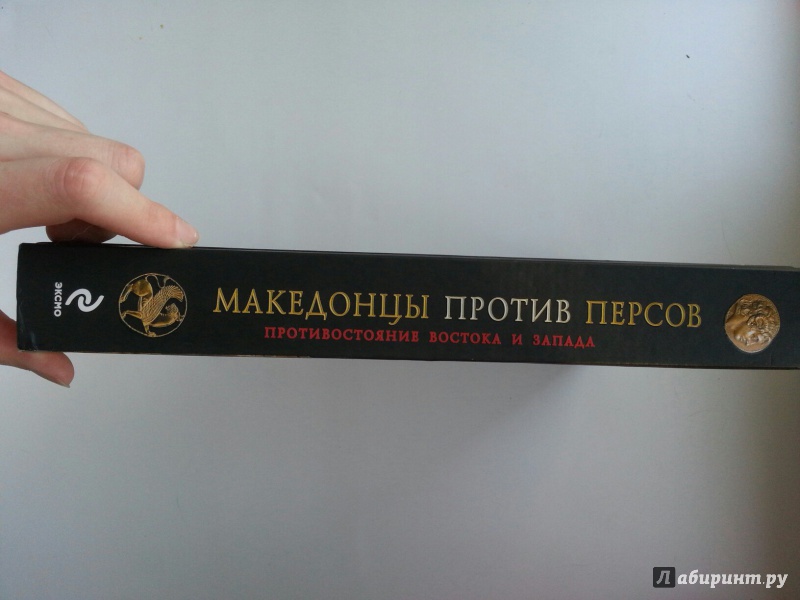 ЭКСМО
МАКЕДОНЦЫ ПРОТИВ ПЕРСОВ
ПРОТИВОСТОЯНИЕ ВОСТОКА И ЗАПАДА
Лабиринт.ру